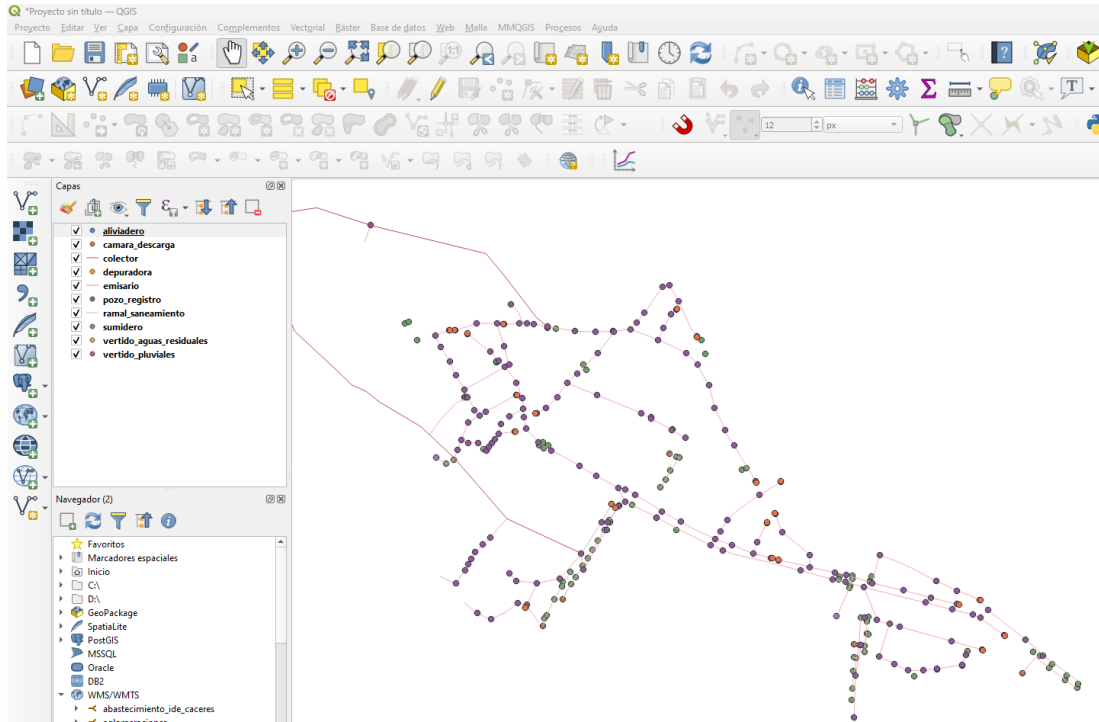 *Proyecto sin título — QGIS
Proyecto Editar Ver Capa Configuración Complementos Vectorial Ráster Base de datos Web Malla MMQGIS Procesos Ayuda
12 px
Capas
aliviadero
camara_descarga
colector
depuradora
emisario
pozo_registro
ramal_saneamiento
sumidero
vertido_aguas_residuales
vertido_pluviales
Navegador (2)
Favoritos
Marcadores espaciales
Inicio
C:\
D:\
GeoPackage
SpatiaLite
PostGIS
MSSQL
Oracle
DB2
WMS/WMTS
abastecimiento_ide_caceres